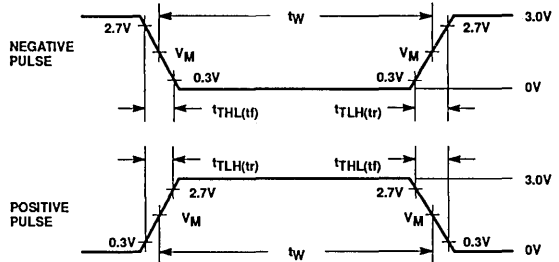 tW
2.7V
2.7V
3.0V
NEGATIVE
PULSE
VM
VM
0.3V
0.3V
0V
tTHL(tf)
tTLH(tr)
tTLH(tr)
tTHL(tf)
3.0V
2.7V
2.7V
POSITIVE
PULSE
VM
VM
0.3V
0.3V
0V
tW